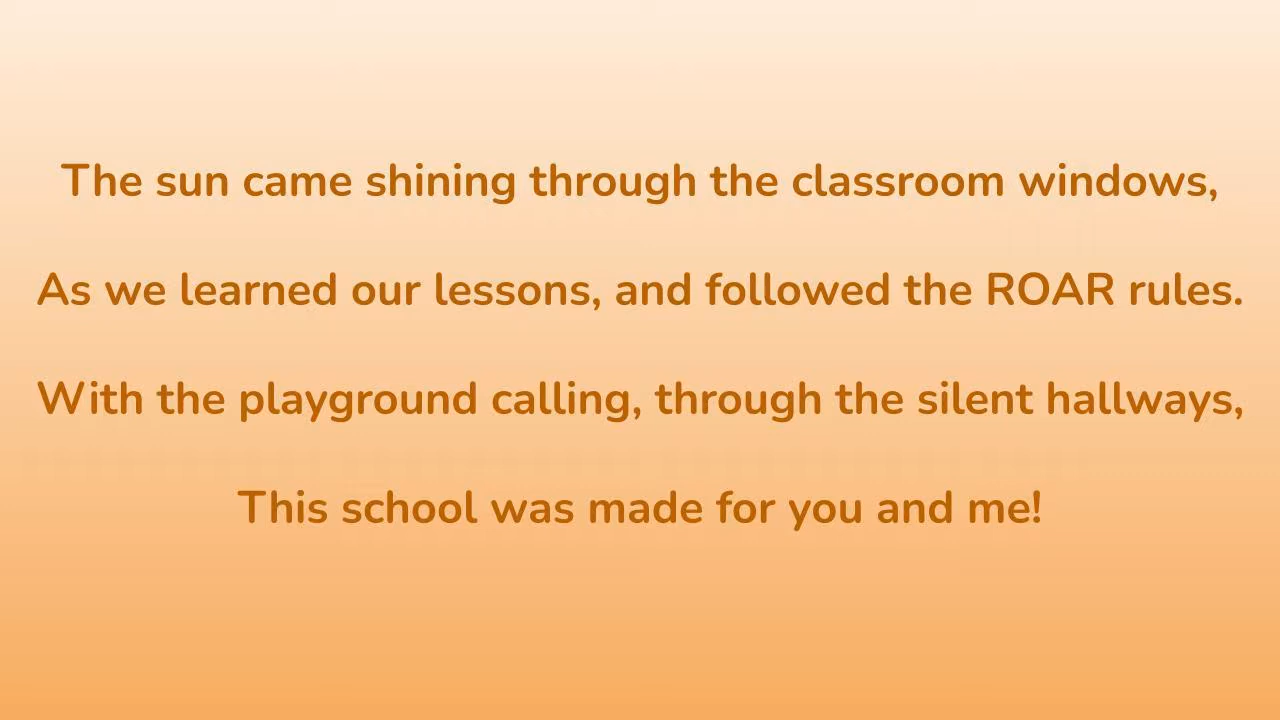 The sun came shining through the classroom windows,
As we learned our lessons, and followed the ROAR rules.
With the playground calling, through the silent hallways,
This school was made for you and me!